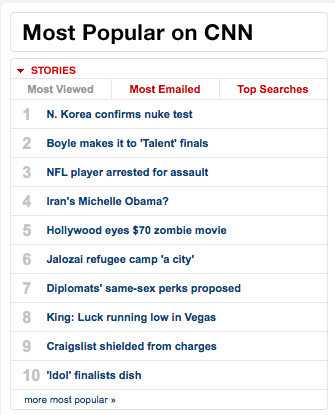 Most Popular on CNN
STORIES
Most Viewed Most Emailed Top Searches
1 N. Korea confirms nuke test
2 Boyle makes it to 'Talent' finals
3 NFL player arrested for assault
4 Iran's Michelle Obama?
5 Hollywood eyes $70 zombie movie
6 Jalozai refugee camp 'a city'
7 Diplomats' same-sex perks proposed
8 King: Luck running low in Vegas
9 Craigslist shielded from charges
10 'Idol' finalists dish
more most popular »